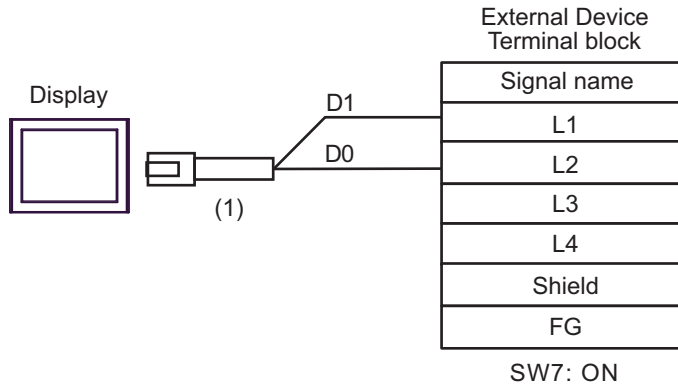 External Device
Terminal block
Signal name
Display
D1
L1
D0
L2
(1)
L3
L4
Shield
FG
SW7: ON